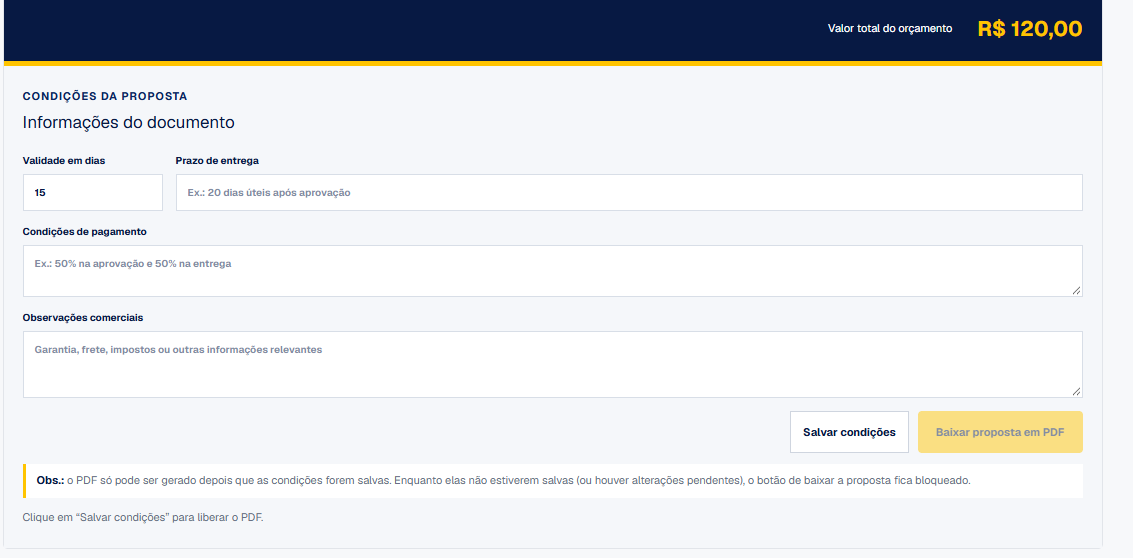 Valor total do orçamento R$ 120,00
CONDIÇÕES DA PROPOSTA
Informações do documento
Validade em dias Prazo de entrega
15 Ex.: 20 dias úteis após aprovação
Condições de pagamento
Ex.: 50% na aprovação e 50% na entrega
Observações comerciais
Garantia, frete, impostos ou outras informações relevantes
Salvar condições Baixar proposta em PDF
Obs.: o PDF só pode ser gerado depois que as condições forem salvas. Enquanto elas não estiverem salvas (ou houver alterações pendentes), o botão de baixar a proposta fica bloqueado.
Clique em “Salvar condições” para liberar o PDF.